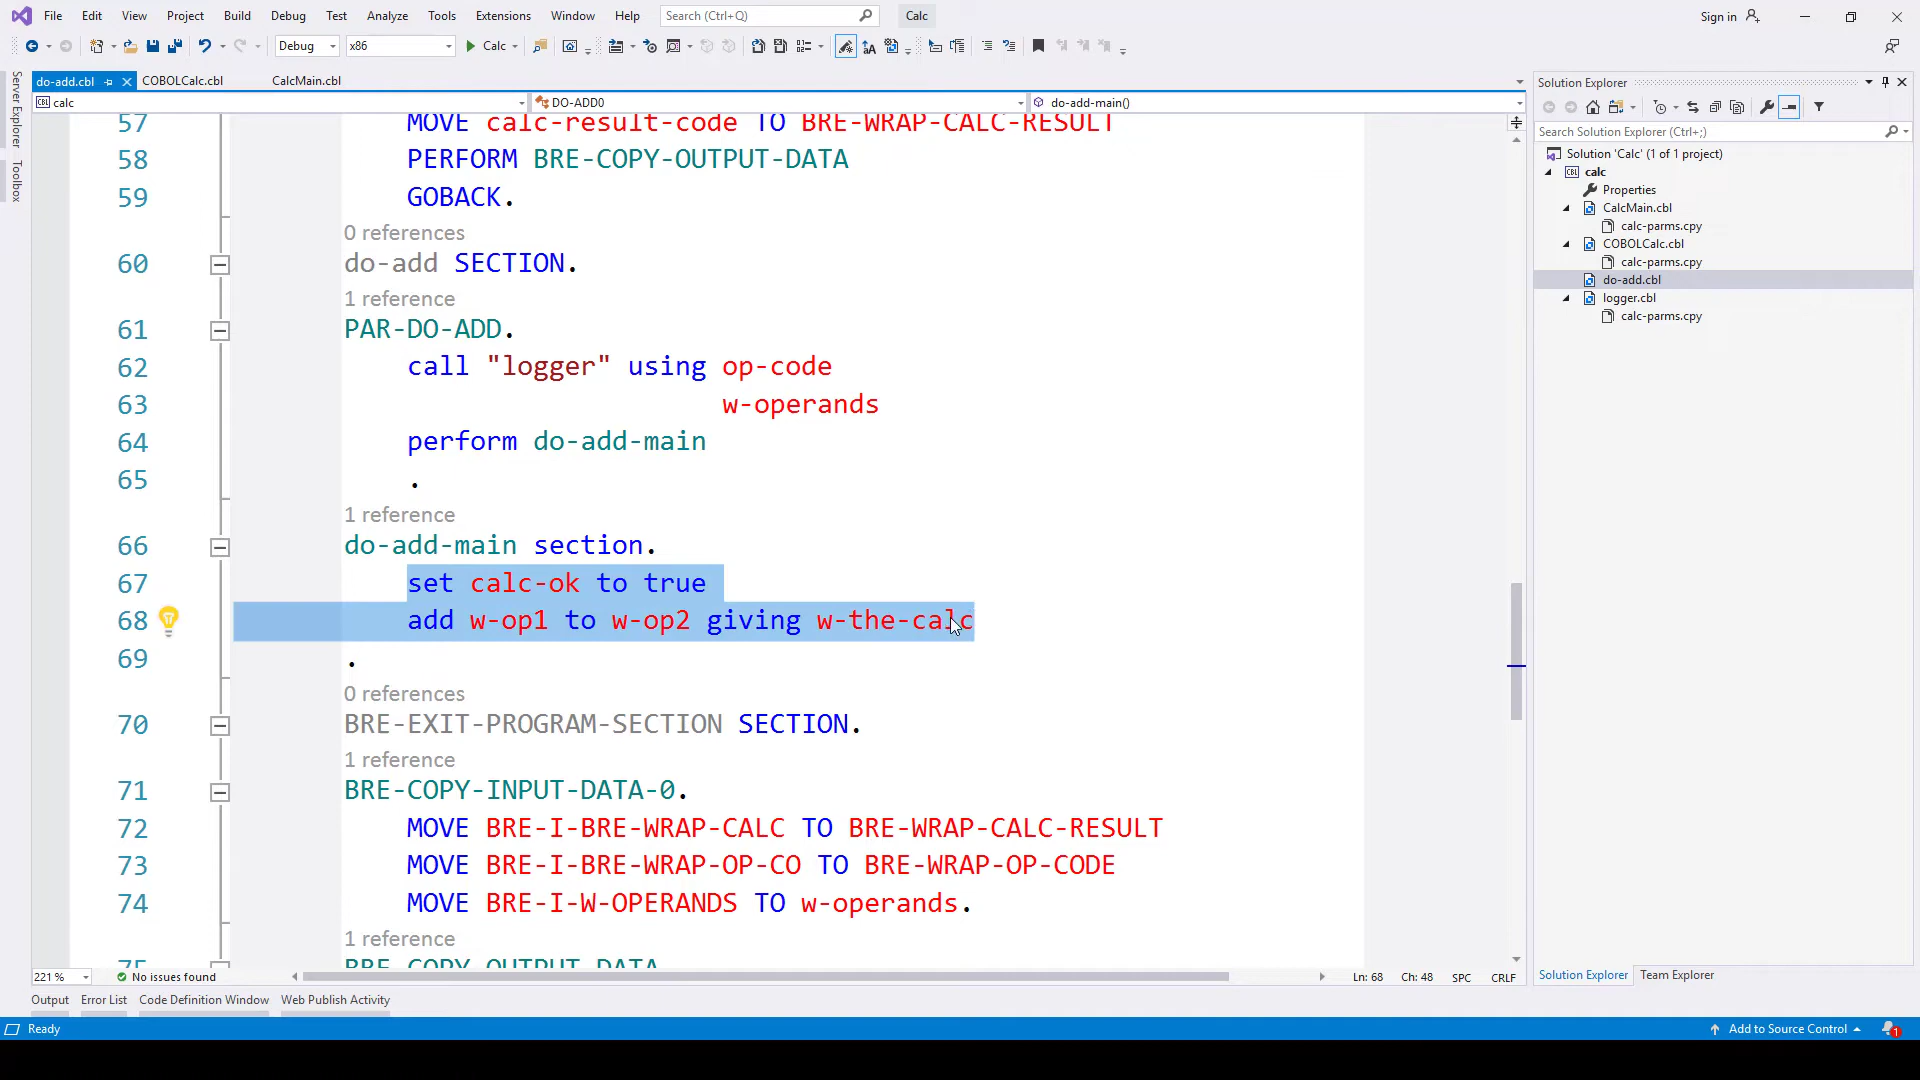 File Edit View Project Build Debug Test Analyze Tools Extensions Window Help Search (Ctrl+Q) Calc Sign in
Debug x86 Calc
do-add.cbl COBOLCalc.cbl CalcMain.cbl
calc DO-ADD0 do-add-main()
57 MOVE calc-result-code TO BRE-WRAP-CALC-RESULT
58 PERFORM BRE-COPY-OUTPUT-DATA
59 GOBACK.
0 references
60 do-add SECTION.
1 reference
61 PAR-DO-ADD.
62 call "logger" using op-code
63 w-operands
64 perform do-add-main
65 .
1 reference
66 do-add-main section.
67 set calc-ok to true
68 add w-op1 to w-op2 giving w-the-calc
69 .
0 references
70 BRE-EXIT-PROGRAM-SECTION SECTION.
1 reference
71 BRE-COPY-INPUT-DATA-0.
72 MOVE BRE-I-BRE-WRAP-CALC TO BRE-WRAP-CALC-RESULT
73 MOVE BRE-I-BRE-WRAP-OP-CO TO BRE-WRAP-OP-CODE
74 MOVE BRE-I-W-OPERANDS TO w-operands.
1 reference
75 BRE-COPY-OUTPUT-DATA
221 % No issues found Ln: 68 Ch: 48 SPC CRLF
Output Error List Code Definition Window Web Publish Activity
Ready Add to Source Control 1
Server Explorer
Toolbox
Solution Explorer
Search Solution Explorer (Ctrl+;)
Solution 'Calc' (1 of 1 project)
calc
Properties
CalcMain.cbl
calc-parms.cpy
COBOLCalc.cbl
calc-parms.cpy
do-add.cbl
logger.cbl
calc-parms.cpy
Solution Explorer Team Explorer